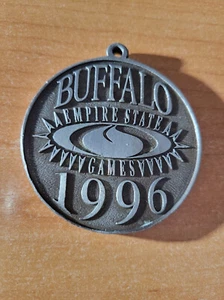 BUFFALO
EMPIRE STATE
GAMES
1996